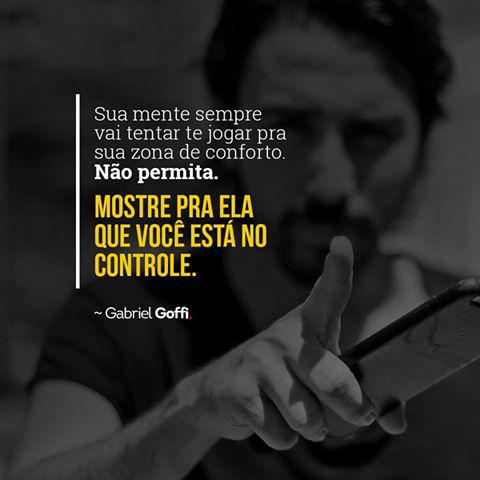 Sua mente sempre
vai tentar te jogar pra
sua zona de conforto.
Não permita.
MOSTRE PRA ELA
QUE VOCÊ ESTÁ NO
CONTROLE.
~ Gabriel Goffi.